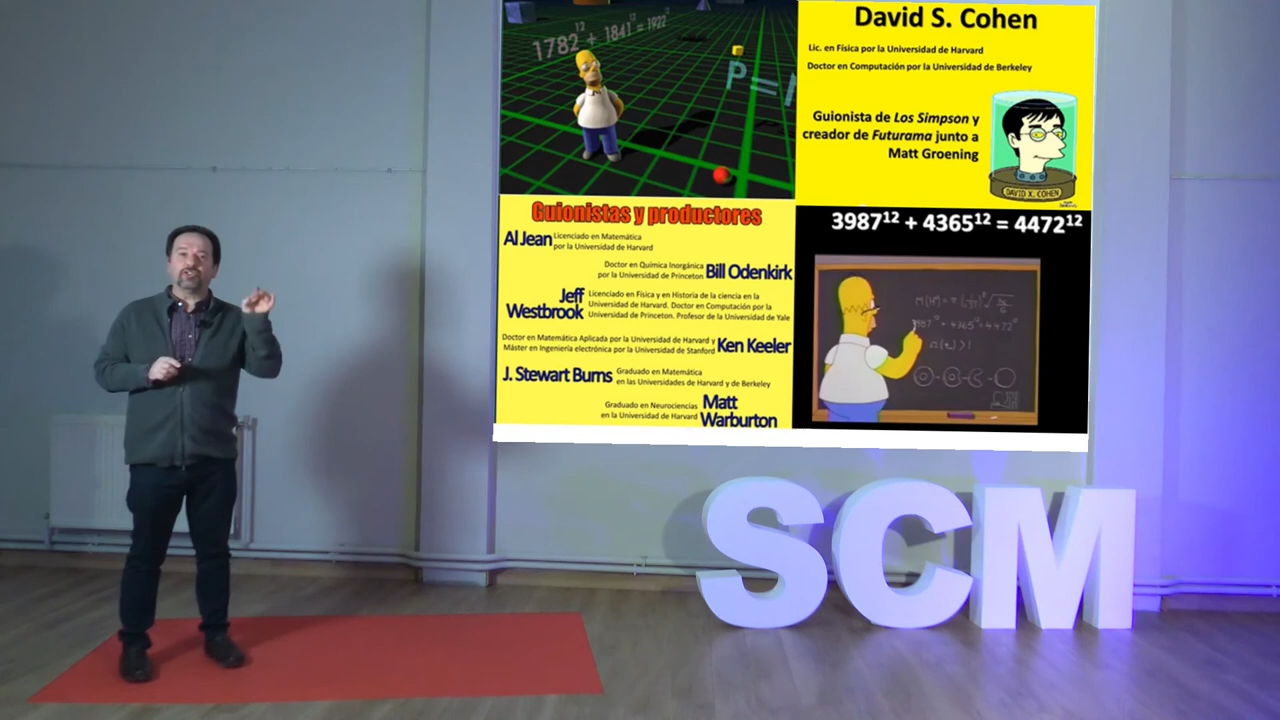 1782¹² + 1841¹² = 1922¹²
P=
David S. Cohen
Lic. en Física por la Universidad de Harvard
Doctor en Computación por la Universidad de Berkeley
Guionista de Los Simpson y
creador de Futurama junto a
Matt Groening
DAVID X. COHEN
Guionistas y productores
Al Jean Licenciado en Matemática
por la Universidad de Harvard
Doctor en Química Inorgánica
por la Universidad de Princeton Bill Odenkirk
Jeff
Westbrook
Licenciado en Física y en Historia de la ciencia en la
Universidad de Harvard. Doctor en Computación por la
Universidad de Princeton. Profesor de la Universidad de Yale
Doctor en Matemática Aplicada por la Universidad de Harvard y
Máster en Ingeniería electrónica por la Universidad de Stanford Ken Keeler
J. Stewart Burns Graduado en Matemática
en las Universidades de Harvard y de Berkeley
Graduado en Neurociencias
en la Universidad de Harvard
Matt
Warburton
3987¹² + 4365¹² = 4472¹²
3987¹² + 4365¹² = 4472¹²
Ω(t₀) > 1
SCM